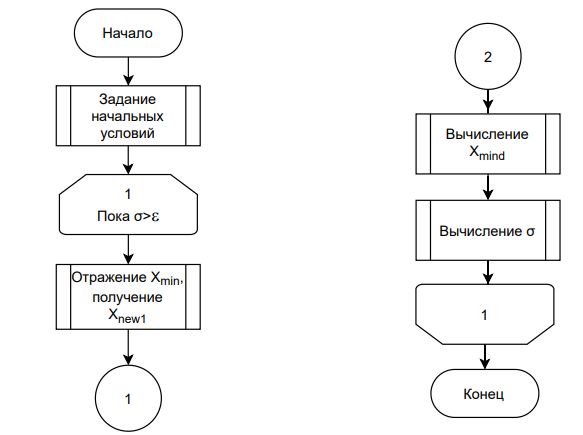 Начало
Задание
начальных
условий
1
Пока σ>ε
Отражение Xmin,
получение
Xnew1
1
2
Вычисление
Xmind
Вычисление σ
1
Конец